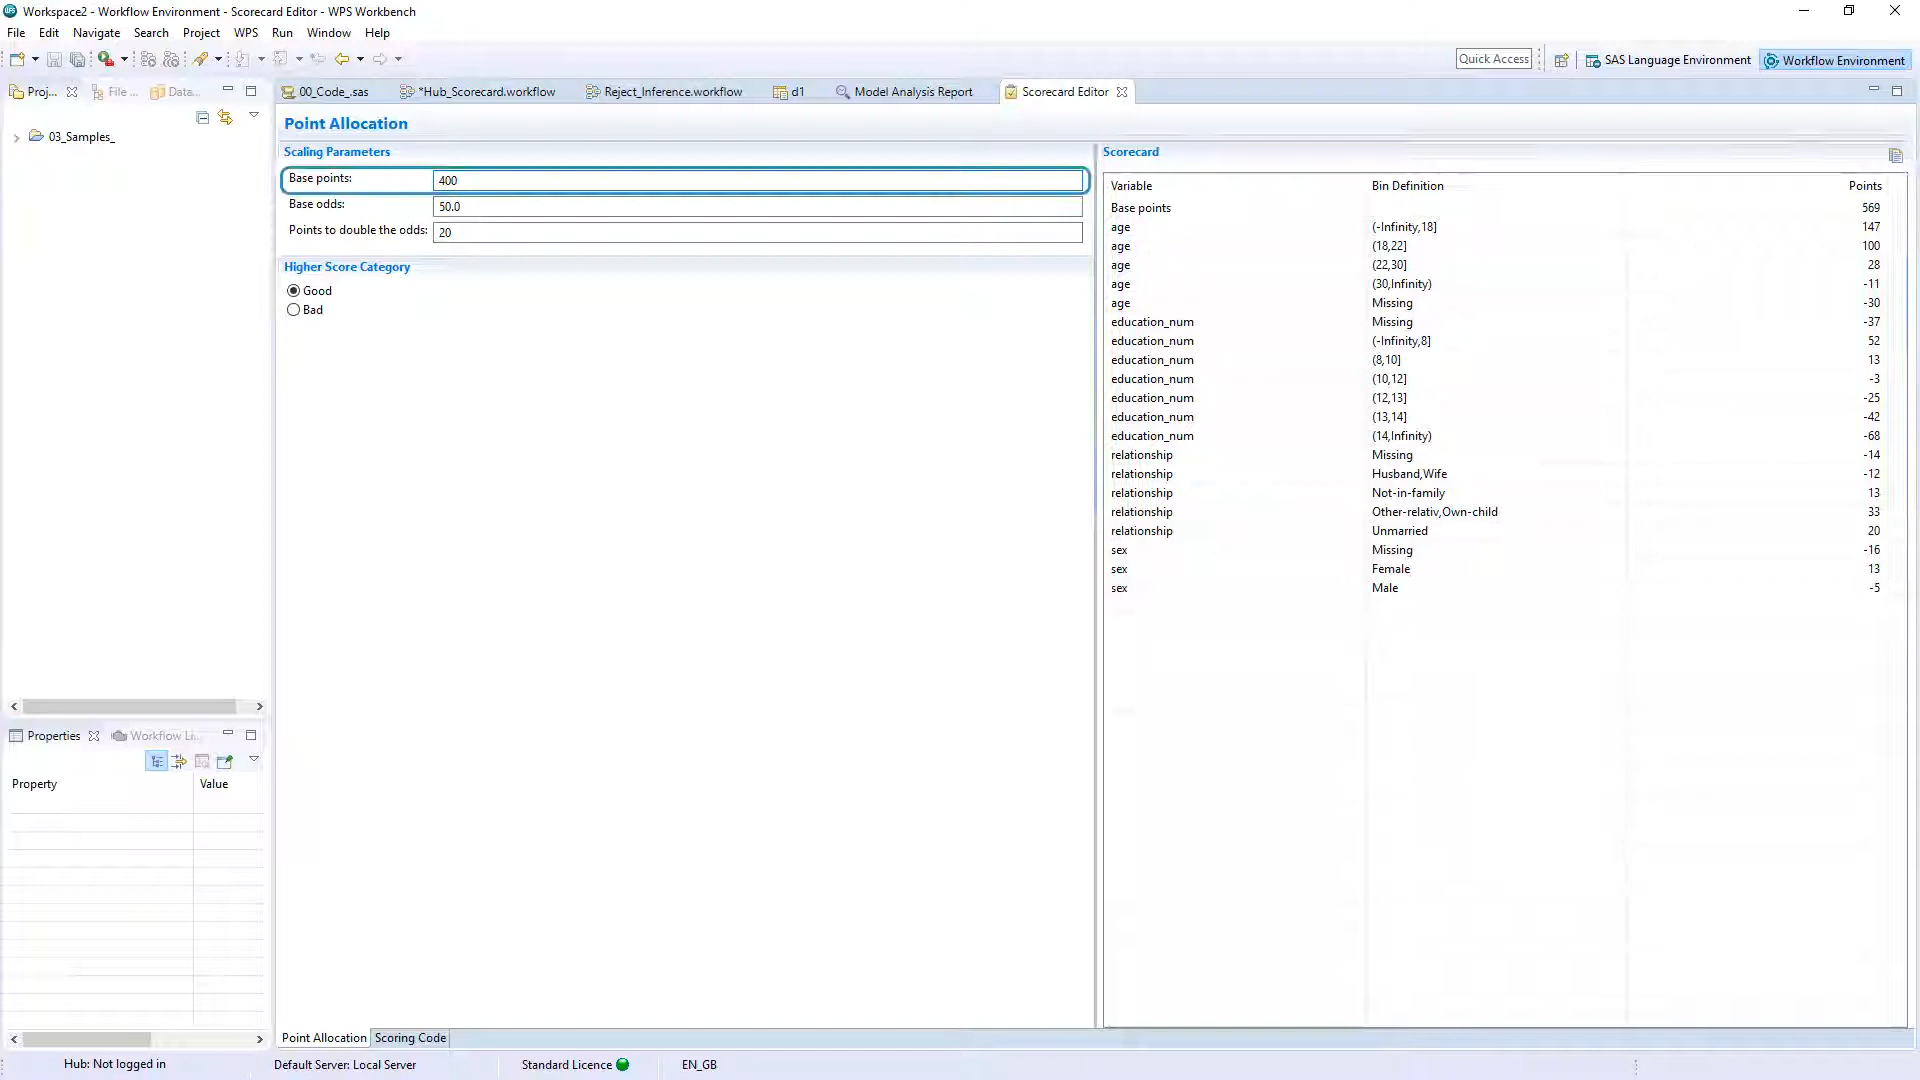 Workspace2 - Workflow Environment - Scorecard Editor - WPS Workbench
File Edit Navigate Search Project WPS Run Window Help
Quick Access SAS Language Environment Workflow Environment
Proj... File ... Data...
00_Code_.sas *Hub_Scorecard.workflow Reject_Inference.workflow d1 Model Analysis Report Scorecard Editor
03_Samples_
Point Allocation
Scaling Parameters
Base points: 400
Base odds: 50.0
Points to double the odds: 20
Higher Score Category
Good
Bad
Scorecard
Variable Bin Definition Points
Base points 569
age (-Infinity,18] 147
age (18,22] 100
age (22,30] 28
age (30,Infinity) -11
age Missing -30
education_num Missing -37
education_num (-Infinity,8] 52
education_num (8,10] 13
education_num (10,12] -3
education_num (12,13] -25
education_num (13,14] -42
education_num (14,Infinity) -68
relationship Missing -14
relationship Husband,Wife -12
relationship Not-in-family 13
relationship Other-relativ,Own-child 33
relationship Unmarried 20
sex Missing -16
sex Female 13
sex Male -5
Properties Workflow Li...
Property Value
Point Allocation Scoring Code
Hub: Not logged in Default Server: Local Server Standard Licence EN_GB